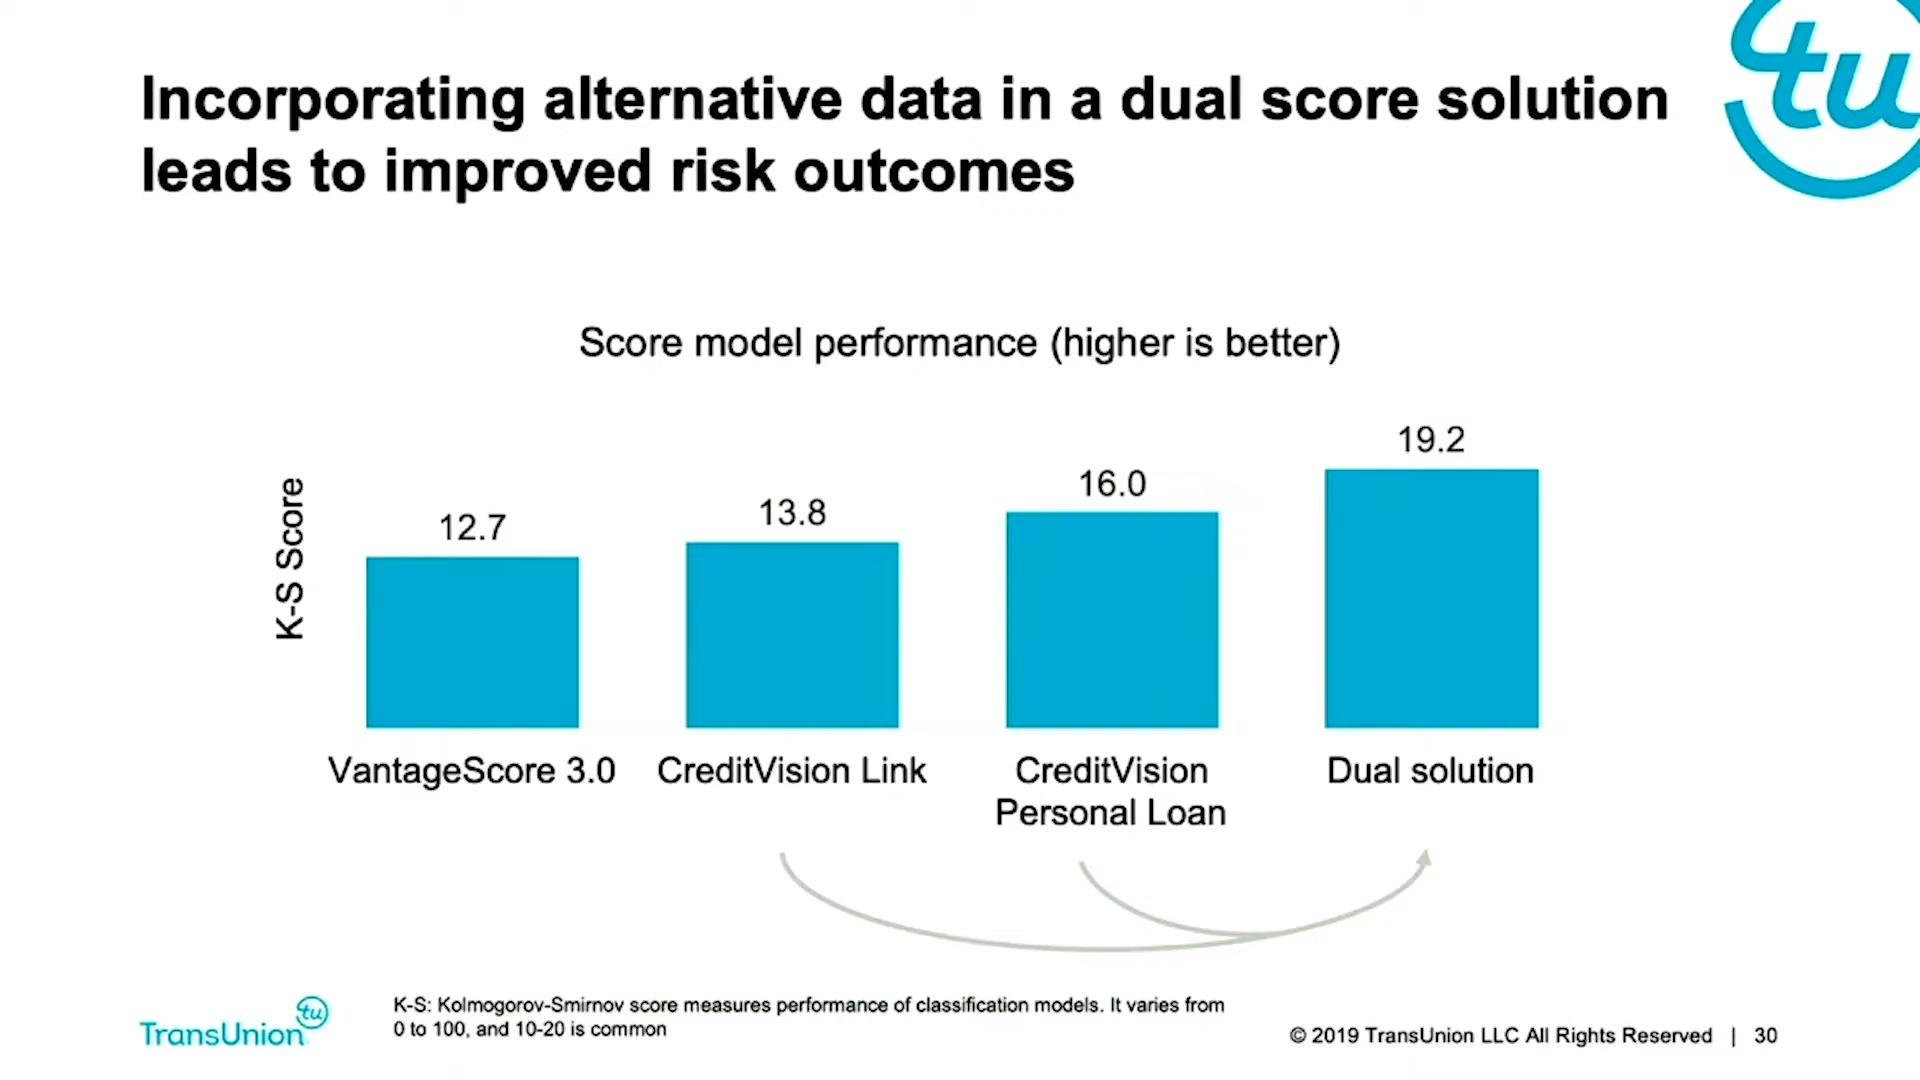 tu
Incorporating alternative data in a dual score solution
leads to improved risk outcomes
Score model performance (higher is better)
K-S Score
12.7
13.8
16.0
19.2
VantageScore 3.0
CreditVision Link
CreditVision
Personal Loan
Dual solution
TransUnion
tu
K-S: Kolmogorov-Smirnov score measures performance of classification models. It varies from
0 to 100, and 10-20 is common
© 2019 TransUnion LLC All Rights Reserved | 30